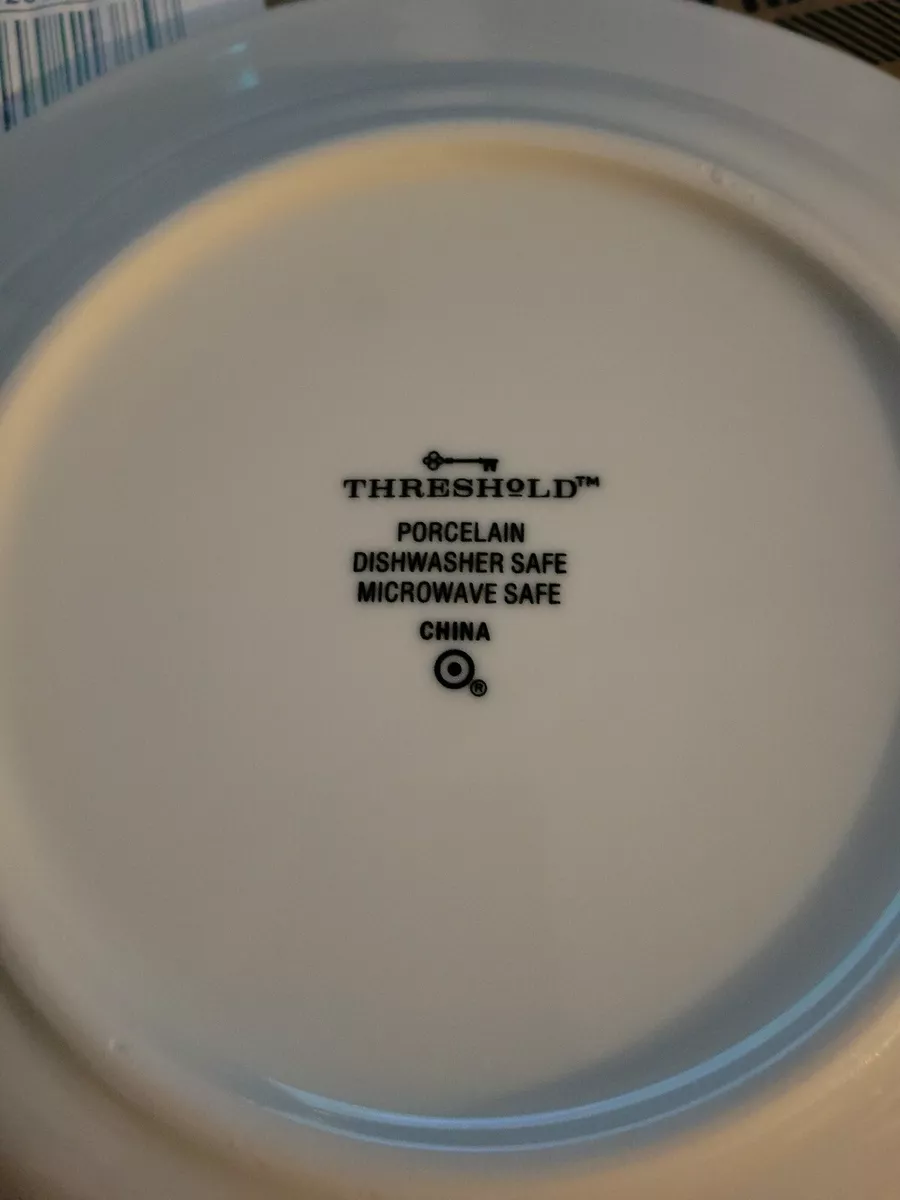 THRESHOLD™
PORCELAIN
DISHWASHER SAFE
MICROWAVE SAFE
CHINA
®